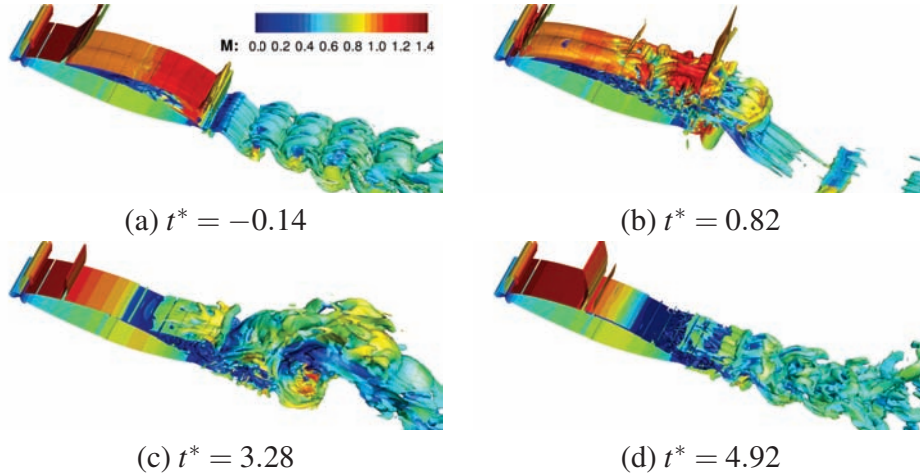 M: 0.0 0.2 0.4 0.6 0.8 1.0 1.2 1.4
(a) t* = −0.14
(b) t* = 0.82
(c) t* = 3.28
(d) t* = 4.92